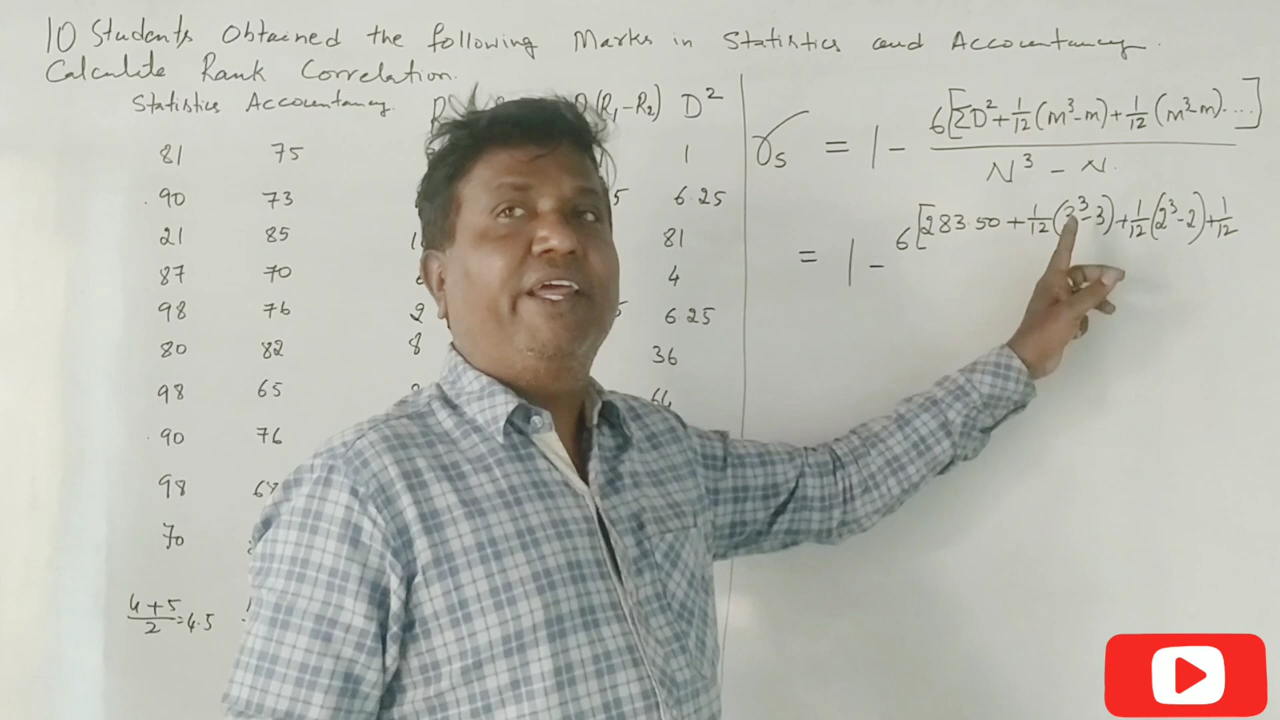 10 Students Obtained the following Marks in Statistics and Accountancy.
Calculate Rank Correlation.
Statistics Accountancy (R₁-R₂) D²
81 75 1
90 73 6.25
21 85 81
87 70 4
98 76 2 6.25
80 82 8 36
98 65 64
90 76
98
70
4+5/2 = 4.5
rs = 1 - 6[ΣD²+1/12(m³-m)+1/12(m³-m)....] / N³ - N.
= 1 - 6[283.50+1/12(3³-3)+1/12(2³-2)+1/12